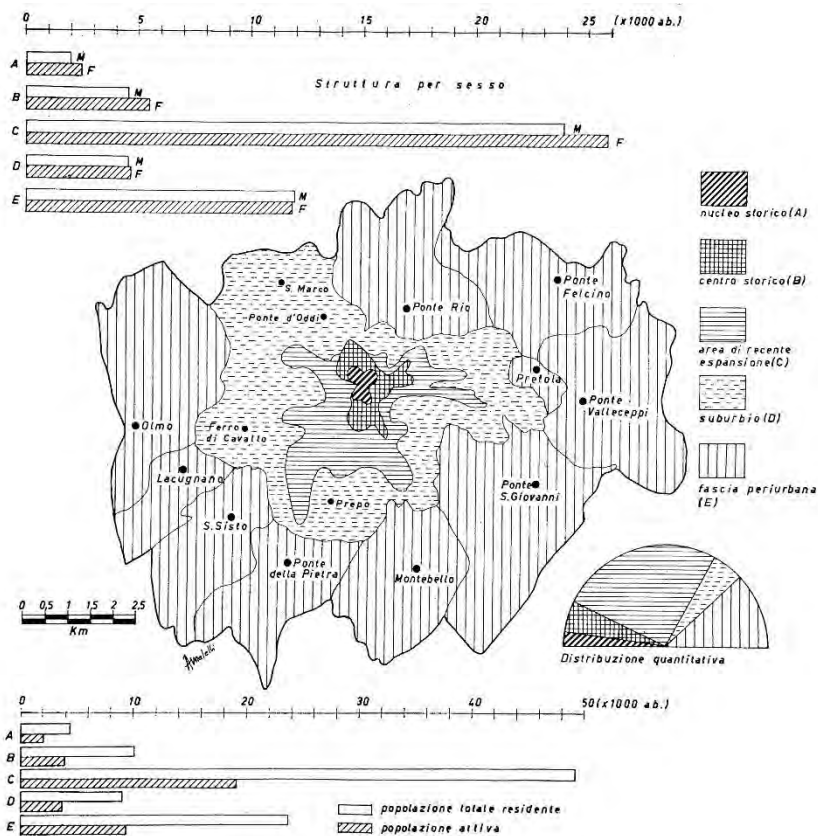 0 5 10 15 20 25 (x1000 ab.)
Struttura per sesso
A M
F
B M
F
C M
F
D M
F
E M
F
nucleo storico (A)
centro storico (B)
area di recente
espansione (C)
suburbio (D)
fascia periurbana
(E)
S. Marco
Ponte d'Oddi
Ponte Rio
Ponte
Felcino
Pretola
Ponte
Valleceppi
Olmo
Ferro
di Cavallo
Lacugnano
S. Sisto
Prepo
Ponte
S. Giovanni
Ponte
della Pietra
Montebello
0 0,5 1 1,5 2 2,5
Km
Distribuzione quantitativa
0 10 20 30 40 50 (x1000 ab.)
A
B
C
D
E
popolazione totale residente
popolazione attiva